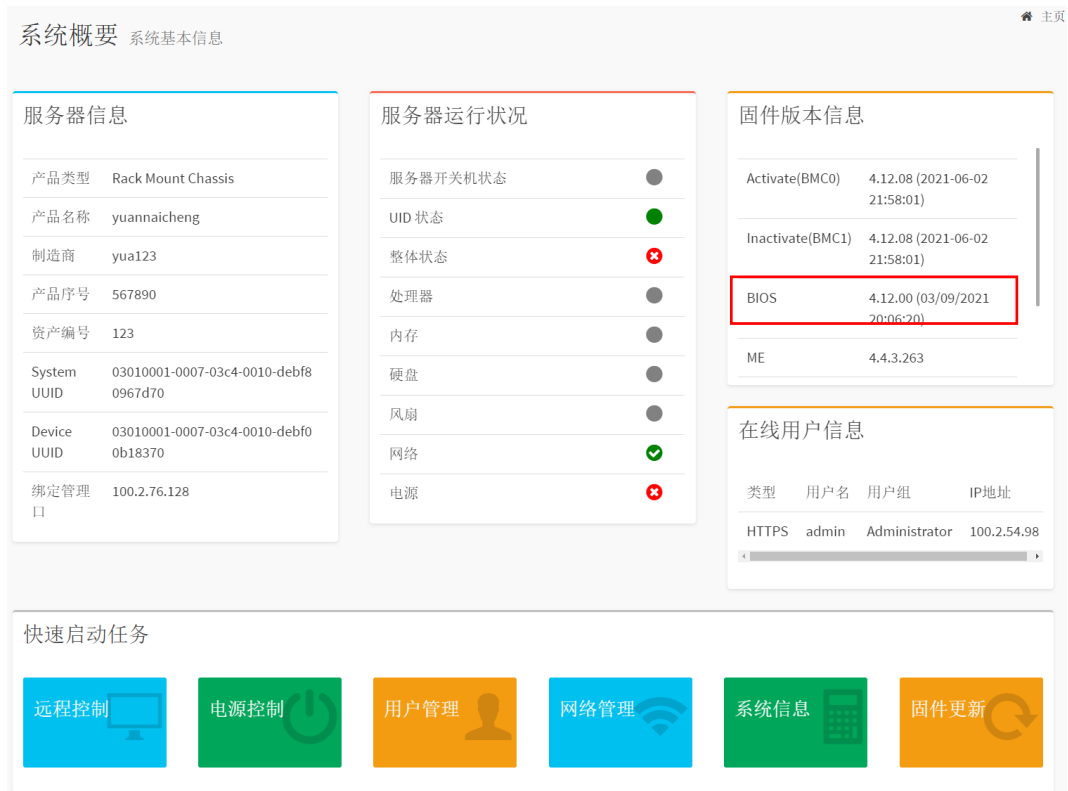 主页
系统概要 系统基本信息
服务器信息
产品类型 Rack Mount Chassis
产品名称 yuannaicheng
制造商 yua123
产品序号 567890
资产编号 123
System 03010001-0007-03c4-0010-debf8
UUID 0967d70
Device 03010001-0007-03c4-0010-debf0
UUID 0b18370
绑定管理 100.2.76.128
口
服务器运行状况
服务器开关机状态
UID 状态
整体状态
处理器
内存
硬盘
风扇
网络
电源
固件版本信息
Activate(BMC0) 4.12.08 (2021-06-02
21:58:01)
Inactivate(BMC1) 4.12.08 (2021-06-02
21:58:01)
BIOS 4.12.00 (03/09/2021
20:06:20)
ME 4.4.3.263
在线用户信息
类型 用户名 用户组 IP地址
HTTPS admin Administrator 100.2.54.98
快速启动任务
远程控制 电源控制 用户管理 网络管理 系统信息 固件更新